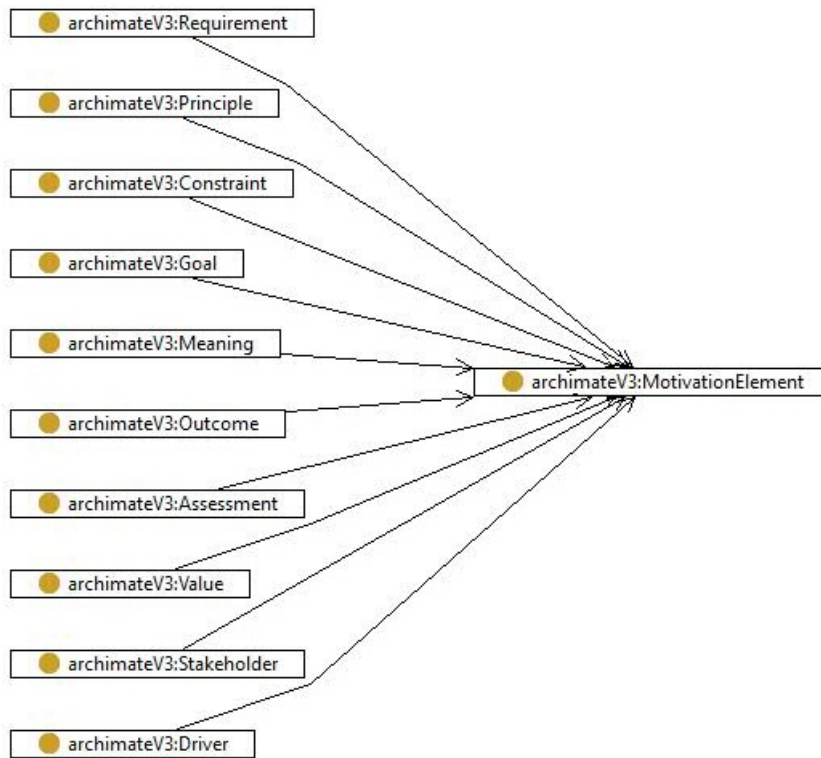 archimateV3:Requirement
archimateV3:Principle
archimateV3:Constraint
archimateV3:Goal
archimateV3:Meaning
archimateV3:MotivationElement
archimateV3:Outcome
archimateV3:Assessment
archimateV3:Value
archimateV3:Stakeholder
archimateV3:Driver